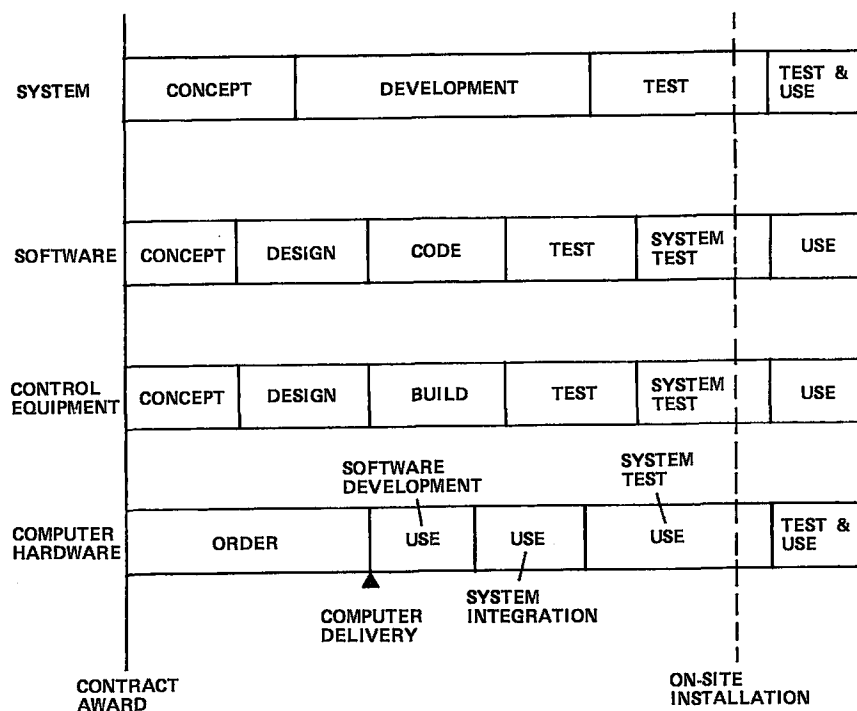 SYSTEM
CONCEPT
DEVELOPMENT
TEST
TEST &
USE
SOFTWARE
CONCEPT
DESIGN
CODE
TEST
SYSTEM
TEST
USE
CONTROL
EQUIPMENT
CONCEPT
DESIGN
BUILD
TEST
SYSTEM
TEST
USE
SOFTWARE
DEVELOPMENT
SYSTEM
TEST
COMPUTER
HARDWARE
ORDER
USE
USE
USE
TEST &
USE
COMPUTER
DELIVERY
SYSTEM
INTEGRATION
CONTRACT
AWARD
ON-SITE
INSTALLATION